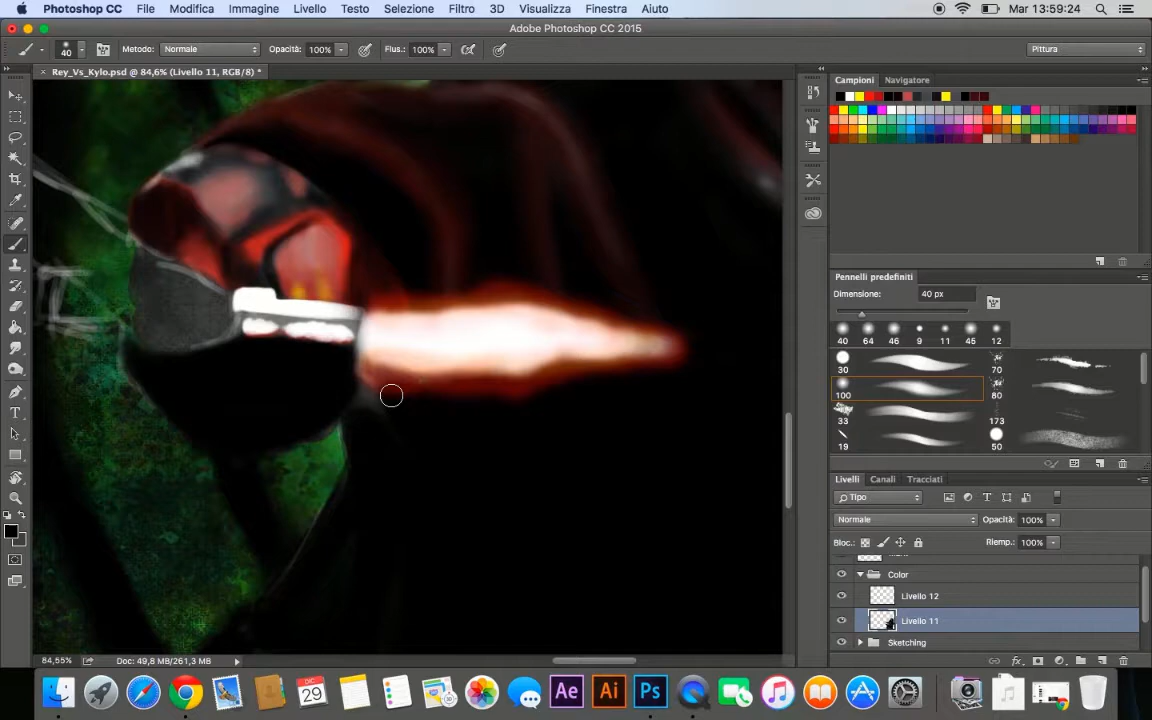 Photoshop CC File Modifica Immagine Livello Testo Selezione Filtro 3D Visualizza Finestra Aiuto Mar 13:59:24
Adobe Photoshop CC 2015
40 Metodo: Normale Opacità: 100% Flus.: 100% Pittura
Rey_Vs_Kylo.psd @ 84,6% (Livello 11, RGB/8) *
Campioni Navigatore
Pennelli predefiniti
Dimensione: 40 px
40 64 46 9 11 45 12
30 70
100 80
33 173
19 50
Livelli Canali Tracciati
Tipo
Normale Opacità: 100%
Bloc.: Riemp.: 100%
Color
Livello 12
Livello 11
Sketching
84,55% Doc: 49,8 MB/261,3 MB
DIC
29
Ae Ai Ps